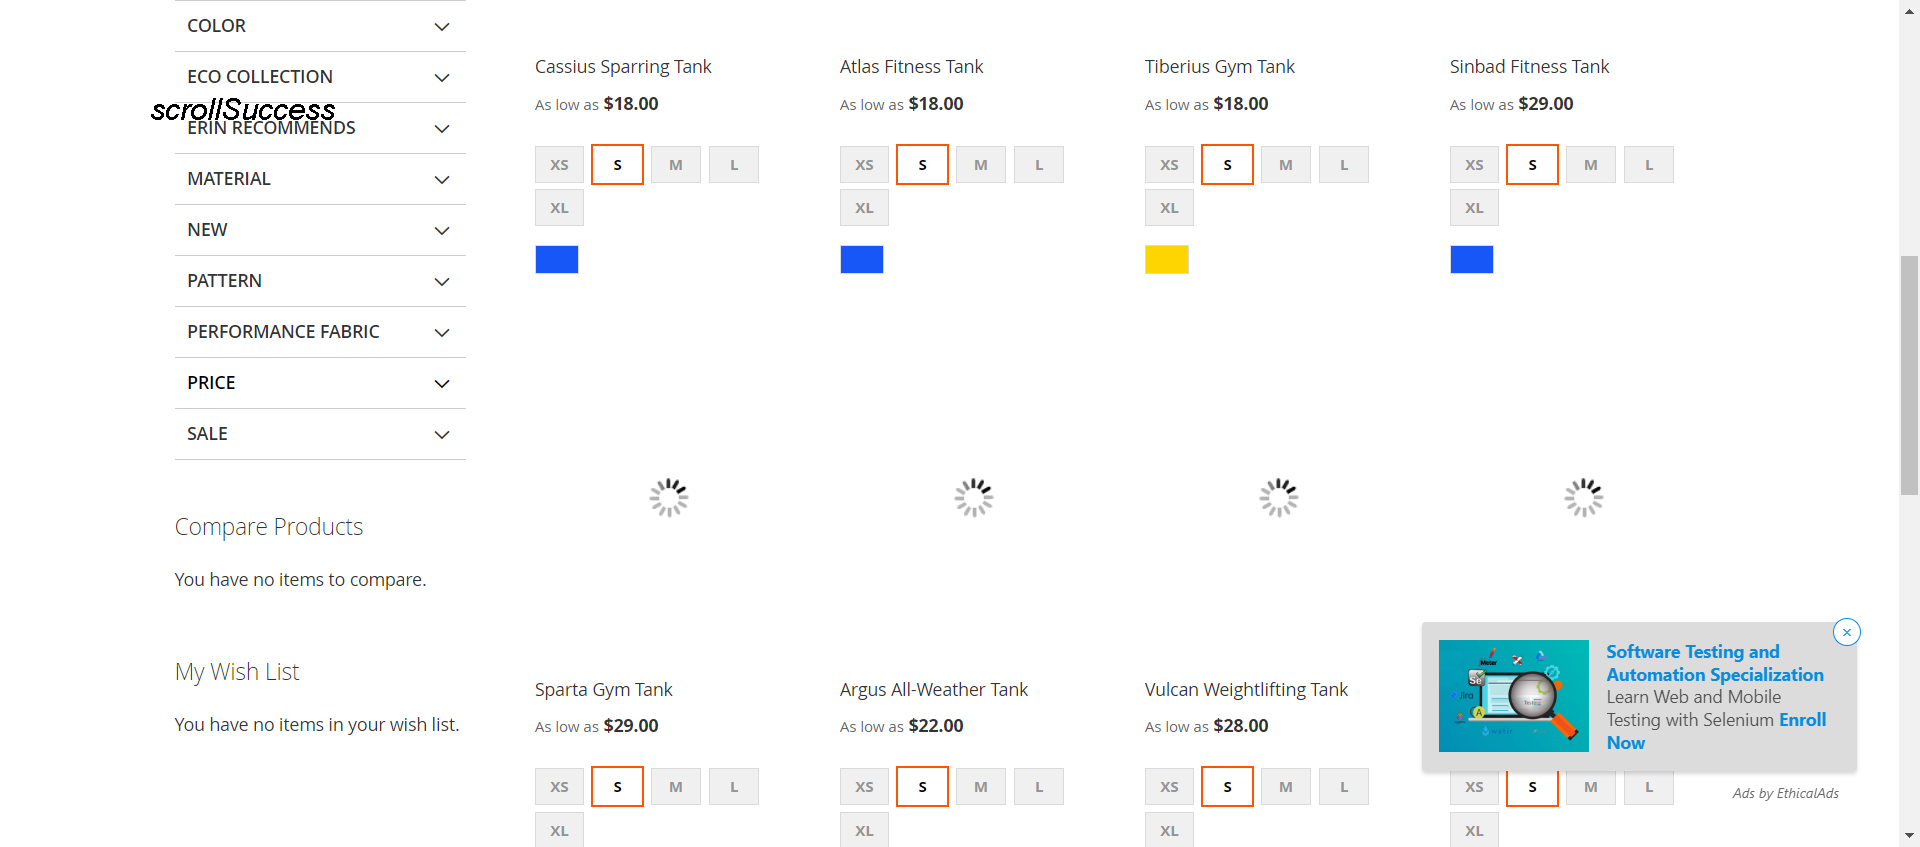 COLOR
ECO COLLECTION
scrollSuccess
ERIN RECOMMENDS
MATERIAL
NEW
PATTERN
PERFORMANCE FABRIC
PRICE
SALE
Compare Products
You have no items to compare.
My Wish List
You have no items in your wish list.
Cassius Sparring Tank
As low as $18.00
XS S M L
XL
Atlas Fitness Tank
As low as $18.00
XS S M L
XL
Tiberius Gym Tank
As low as $18.00
XS S M L
XL
Sinbad Fitness Tank
As low as $29.00
XS S M L
XL
Sparta Gym Tank
As low as $29.00
XS S M L
XL
Argus All-Weather Tank
As low as $22.00
XS S M L
XL
Vulcan Weightlifting Tank
As low as $28.00
XS S M L
XL
XS S M L
XL
Meter
Se
Jira
A
Software Testing and
Automation Specialization
Learn Web and Mobile
Testing with Selenium Enroll
Now
Ads by EthicalAds